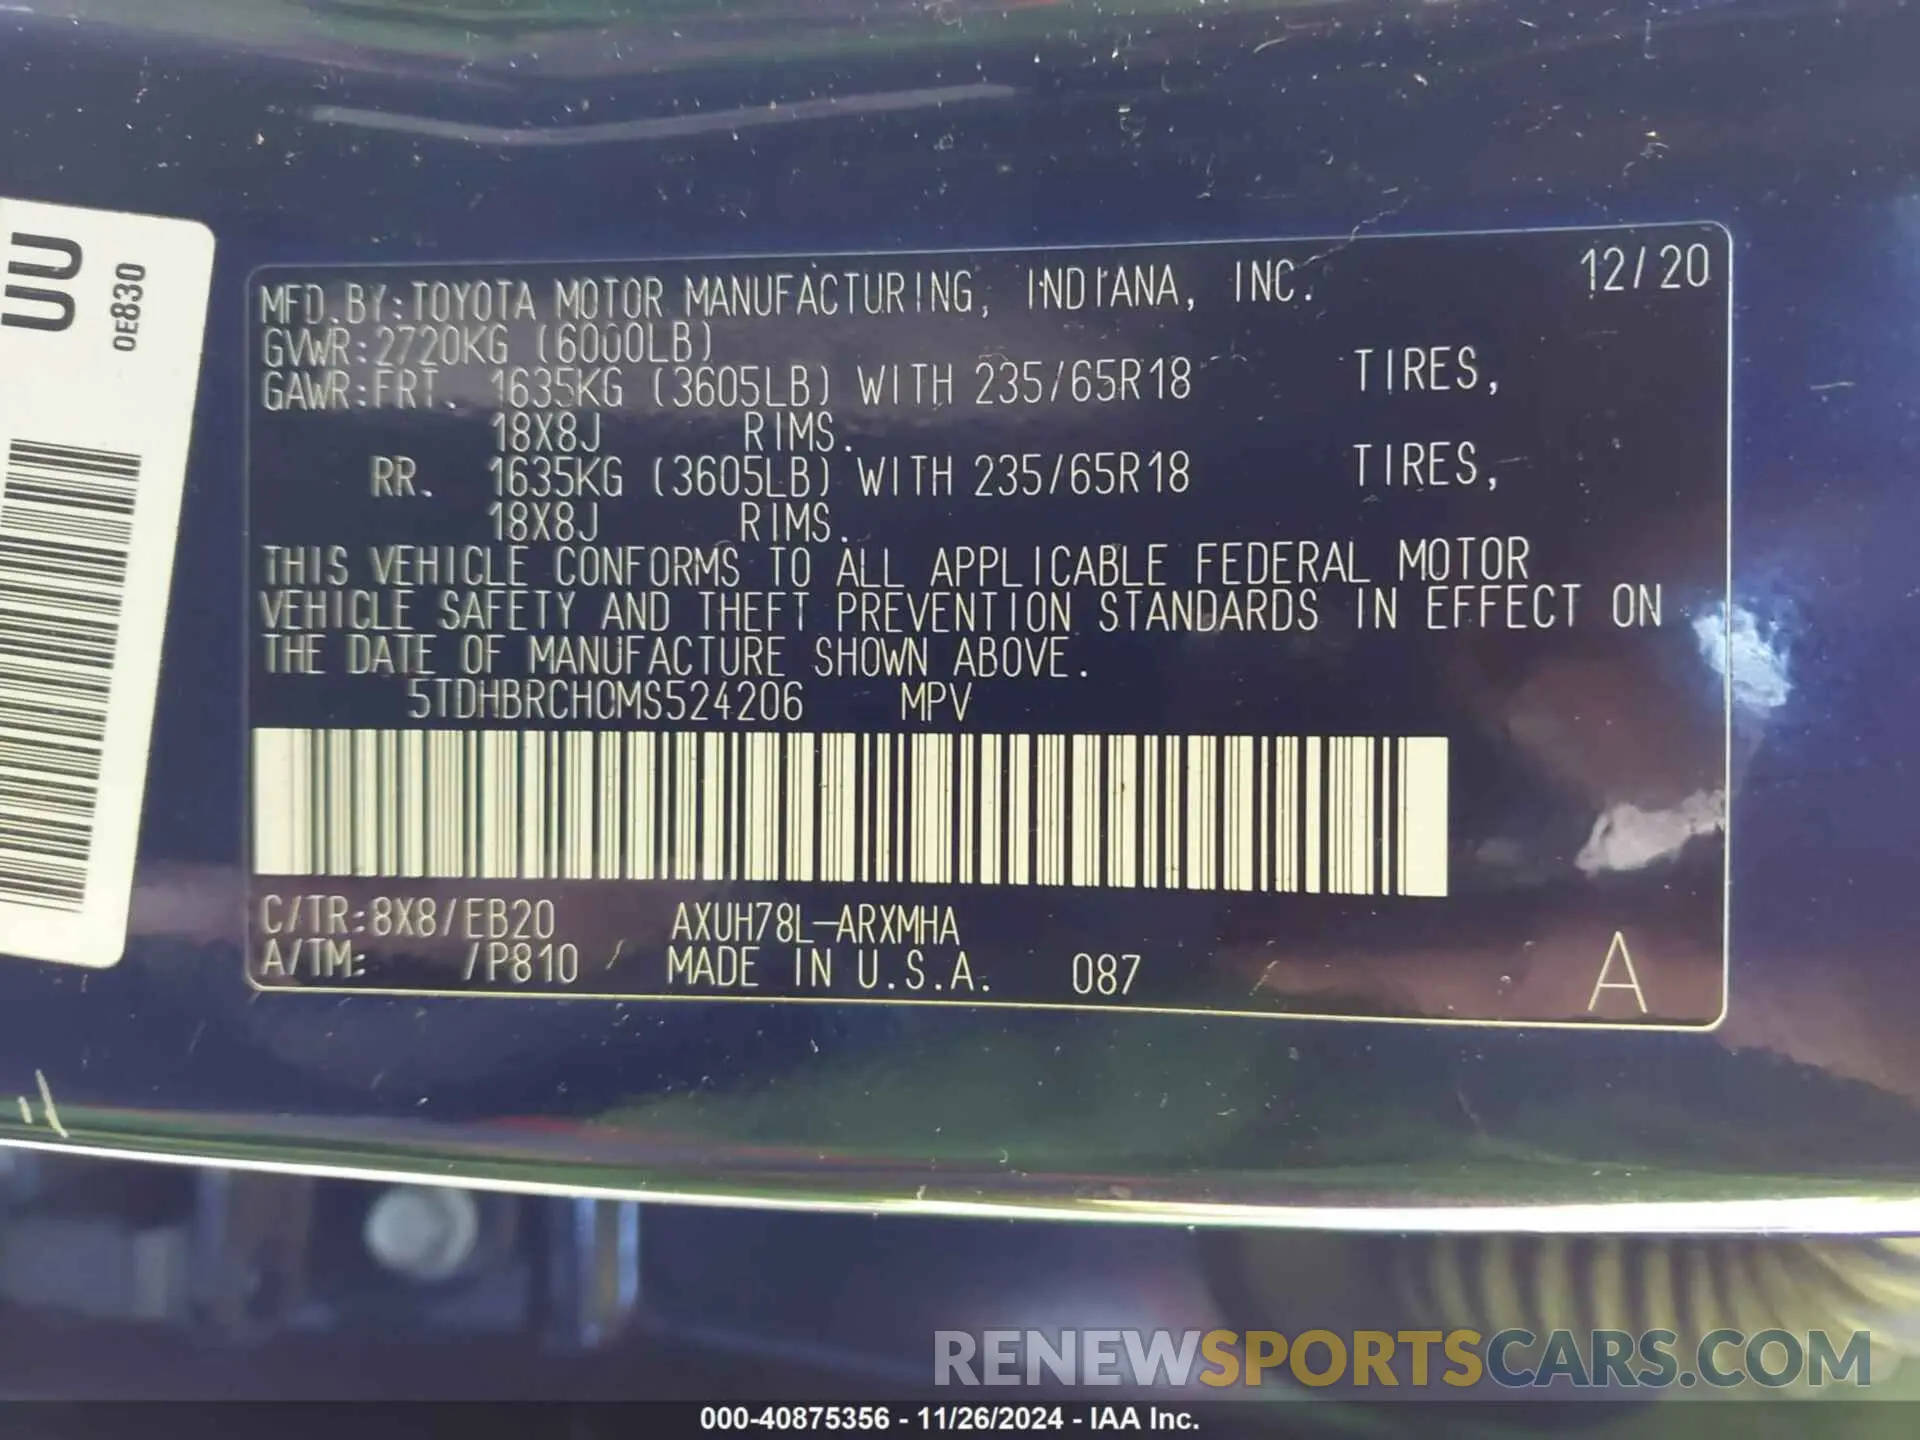 UU
0E830
12/20
MFD.BY:TOYOTA MOTOR MANUFACTURING, INDIANA, INC.
GVWR:2720KG (6000LB)
GAWR:FRT. 1635KG (3605LB) WITH 235/65R18 TIRES,
18X8J RIMS.
RR. 1635KG (3605LB) WITH 235/65R18 TIRES,
18X8J RIMS.
THIS VEHICLE CONFORMS TO ALL APPLICABLE FEDERAL MOTOR
VEHICLE SAFETY AND THEFT PREVENTION STANDARDS IN EFFECT ON
THE DATE OF MANUFACTURE SHOWN ABOVE.
5TDHBRCH0MS524206 MPV
C/TR:8X8/EB20 AXUH78L-ARXMHA
A/TM: /P810 MADE IN U.S.A. 087 A
RENEWSPORTSCARS.COM
000-40875356 - 11/26/2024 - IAA Inc.